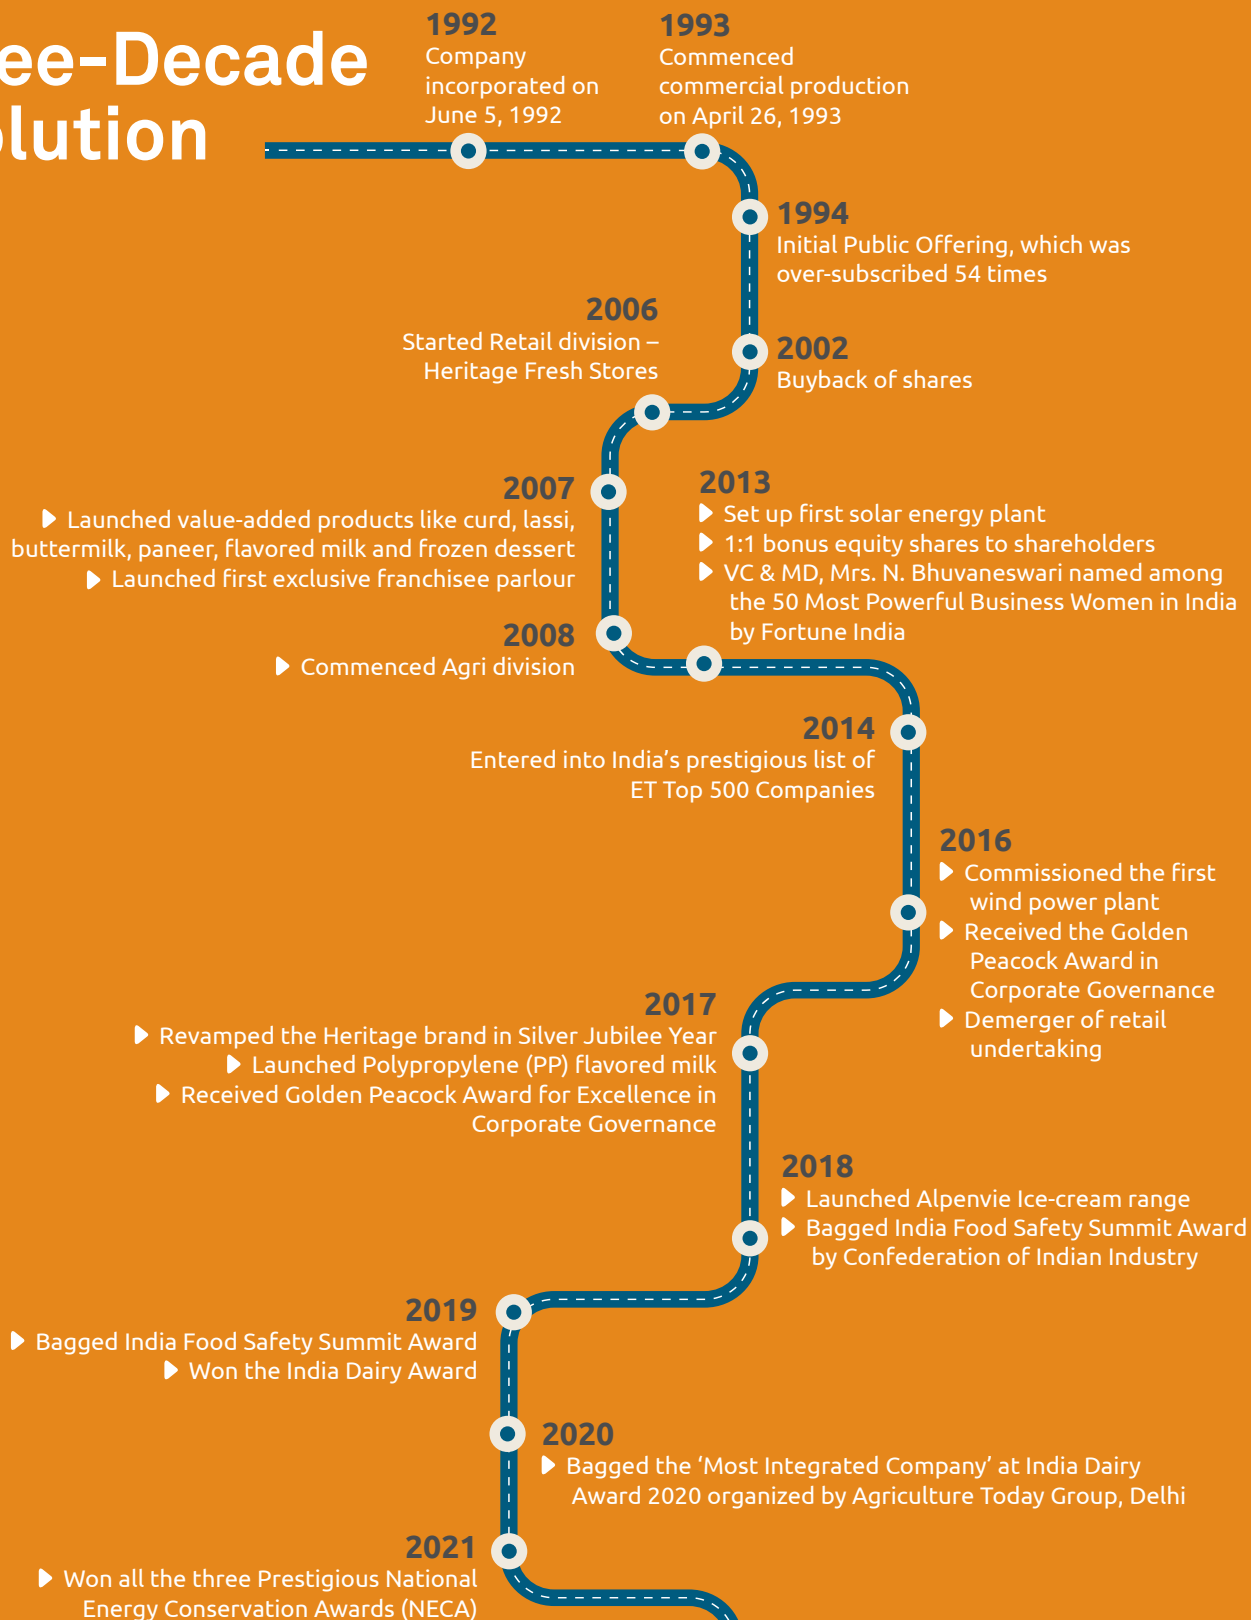 ee-Decade
olution
1992
Company
incorporated on
June 5, 1992
1993
Commenced
commercial production
on April 26, 1993
1994
Initial Public Offering, which was
over-subscribed 54 times
2002
Buyback of shares
2006
Started Retail division –
Heritage Fresh Stores
2007
Launched value-added products like curd, lassi,
buttermilk, paneer, flavored milk and frozen dessert
Launched first exclusive franchisee parlour
2008
Commenced Agri division
2013
Set up first solar energy plant
1:1 bonus equity shares to shareholders
VC & MD, Mrs. N. Bhuvaneswari named among
the 50 Most Powerful Business Women in India
by Fortune India
2014
Entered into India’s prestigious list of
ET Top 500 Companies
2016
Commissioned the first
wind power plant
Received the Golden
Peacock Award in
Corporate Governance
Demerger of retail
undertaking
2017
Revamped the Heritage brand in Silver Jubilee Year
Launched Polypropylene (PP) flavored milk
Received Golden Peacock Award for Excellence in
Corporate Governance
2018
Launched Alpenvie Ice-cream range
Bagged India Food Safety Summit Award
by Confederation of Indian Industry
2019
Bagged India Food Safety Summit Award
Won the India Dairy Award
2020
Bagged the ‘Most Integrated Company’ at India Dairy
Award 2020 organized by Agriculture Today Group, Delhi
2021
Won all the three Prestigious National
Energy Conservation Awards (NECA)